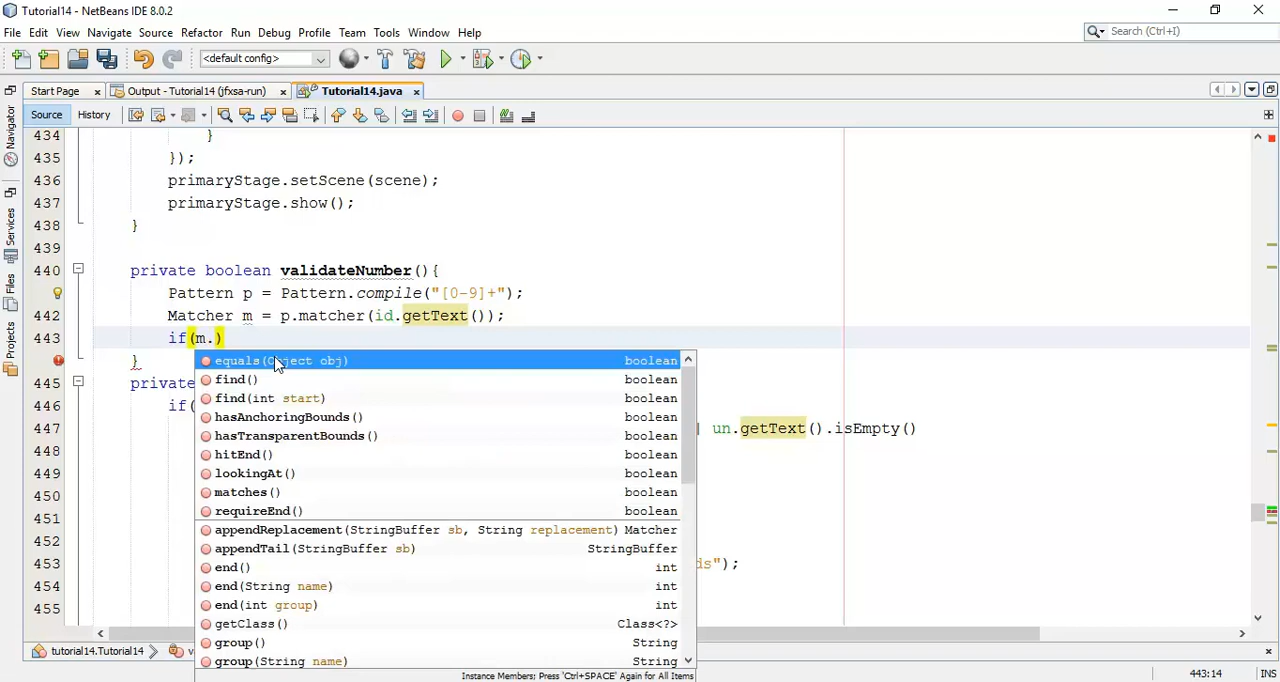 Tutorial14 - NetBeans IDE 8.0.2
File Edit View Navigate Source Refactor Run Debug Profile Team Tools Window Help
Search (Ctrl+I)
<default config>
Start Page Output - Tutorial14 (jfxsa-run) Tutorial14.java
Source History
Navigator
Services
Files
Projects
434 }
435 });
436 primaryStage.setScene(scene);
437 primaryStage.show();
438 }
439
440 private boolean validateNumber(){
Pattern p = Pattern.compile("[0-9]+");
442 Matcher m = p.matcher(id.getText());
443 if(m.)
}
445 private
446 if(
447 | un.getText().isEmpty()
448
449
450
451
452
453 ds");
454
455
equals(Object obj) boolean
find() boolean
find(int start) boolean
hasAnchoringBounds() boolean
hasTransparentBounds() boolean
hitEnd() boolean
lookingAt() boolean
matches() boolean
requireEnd() boolean
appendReplacement(StringBuffer sb, String replacement) Matcher
appendTail(StringBuffer sb) StringBuffer
end() int
end(String name) int
end(int group) int
getClass() Class<?>
group() String
group(String name) String
Instance Members; Press 'Ctrl+SPACE' Again for All Items
tutorial14.Tutorial14 v
443:14 INS